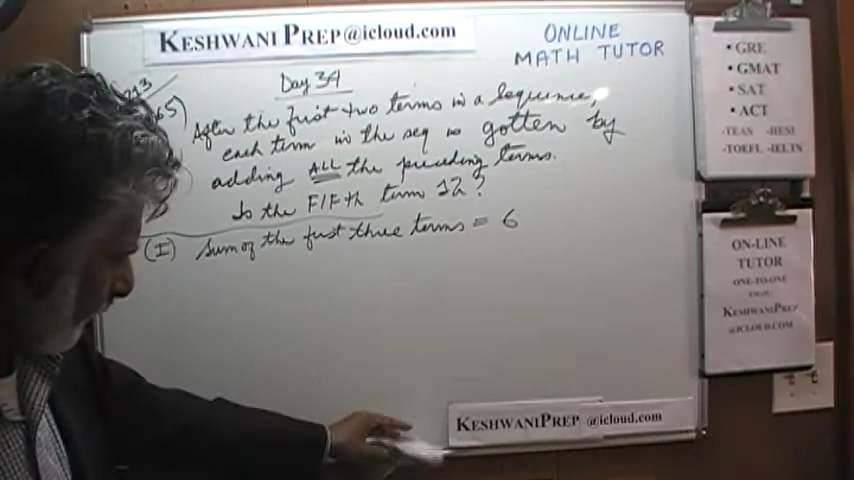 KESHWANI PREP@iCloud.com
ONLINE
MATH TUTOR
Day 34
After the first two terms in a sequence,
each term in the seq is gotten by
adding ALL the preceding terms.
Is the FIFth term 12?
(I) Sum of the first three terms = 6
• GRE
• GMAT
• SAT
• ACT
-TEAS -HESI
-TOEFL -IELTS
ON-LINE
TUTOR
ONE-TO-ONE
KESHWANIPREP
@ICLOUD.COM
KESHWANIPREP @icloud.com